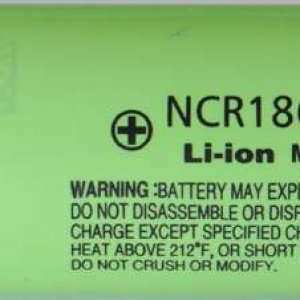 NCR186
Li-ion M
WARNING :BATTERY MAY EXP
DO NOT DISASSEMBLE OR DISP
CHARGE EXCEPT SPECIFIED CH
HEAT ABOVE 212°F, OR SHORT
DO NOT CRUSH OR MODIFY.